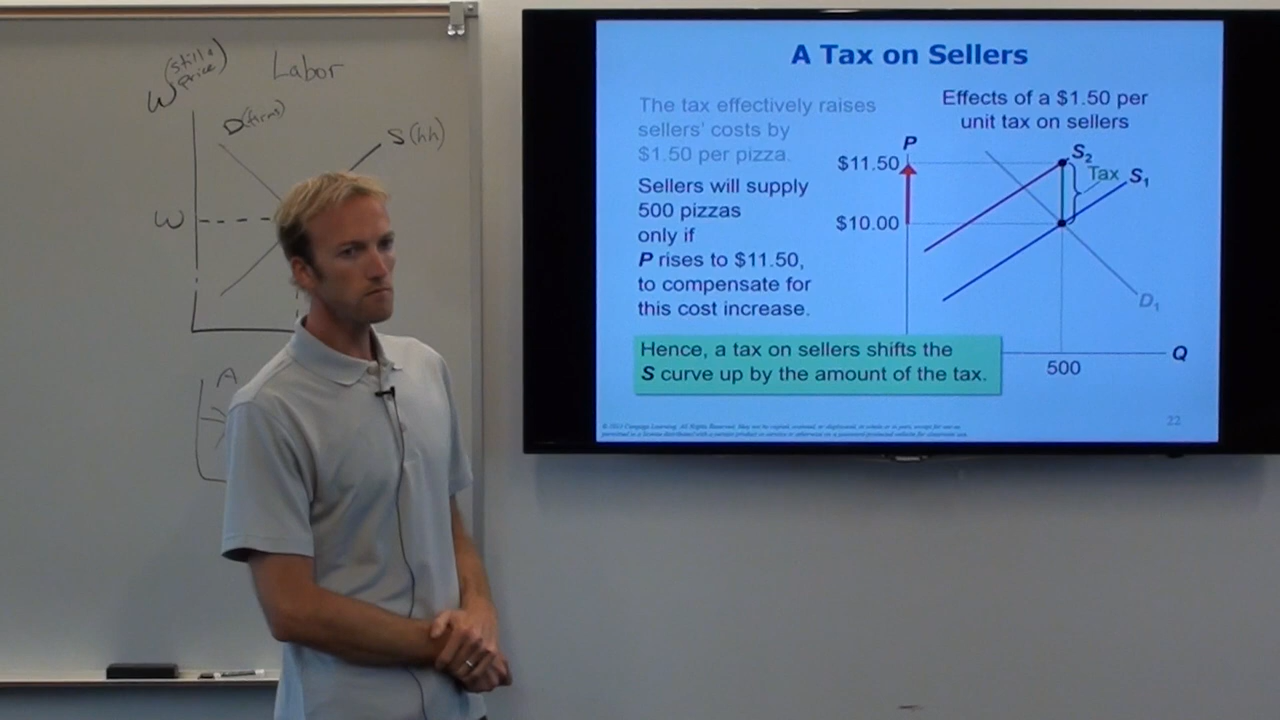 (still a
price)
W
Labor
D(firm)
S(hh)
W
A
A Tax on Sellers
The tax effectively raises
sellers' costs by
$1.50 per pizza.
Sellers will supply
500 pizzas
only if
P rises to $11.50,
to compensate for
this cost increase.
Hence, a tax on sellers shifts the
S curve up by the amount of the tax.
Effects of a $1.50 per
unit tax on sellers
P
$11.50
S2
Tax
S1
$10.00
D1
Q
500
22